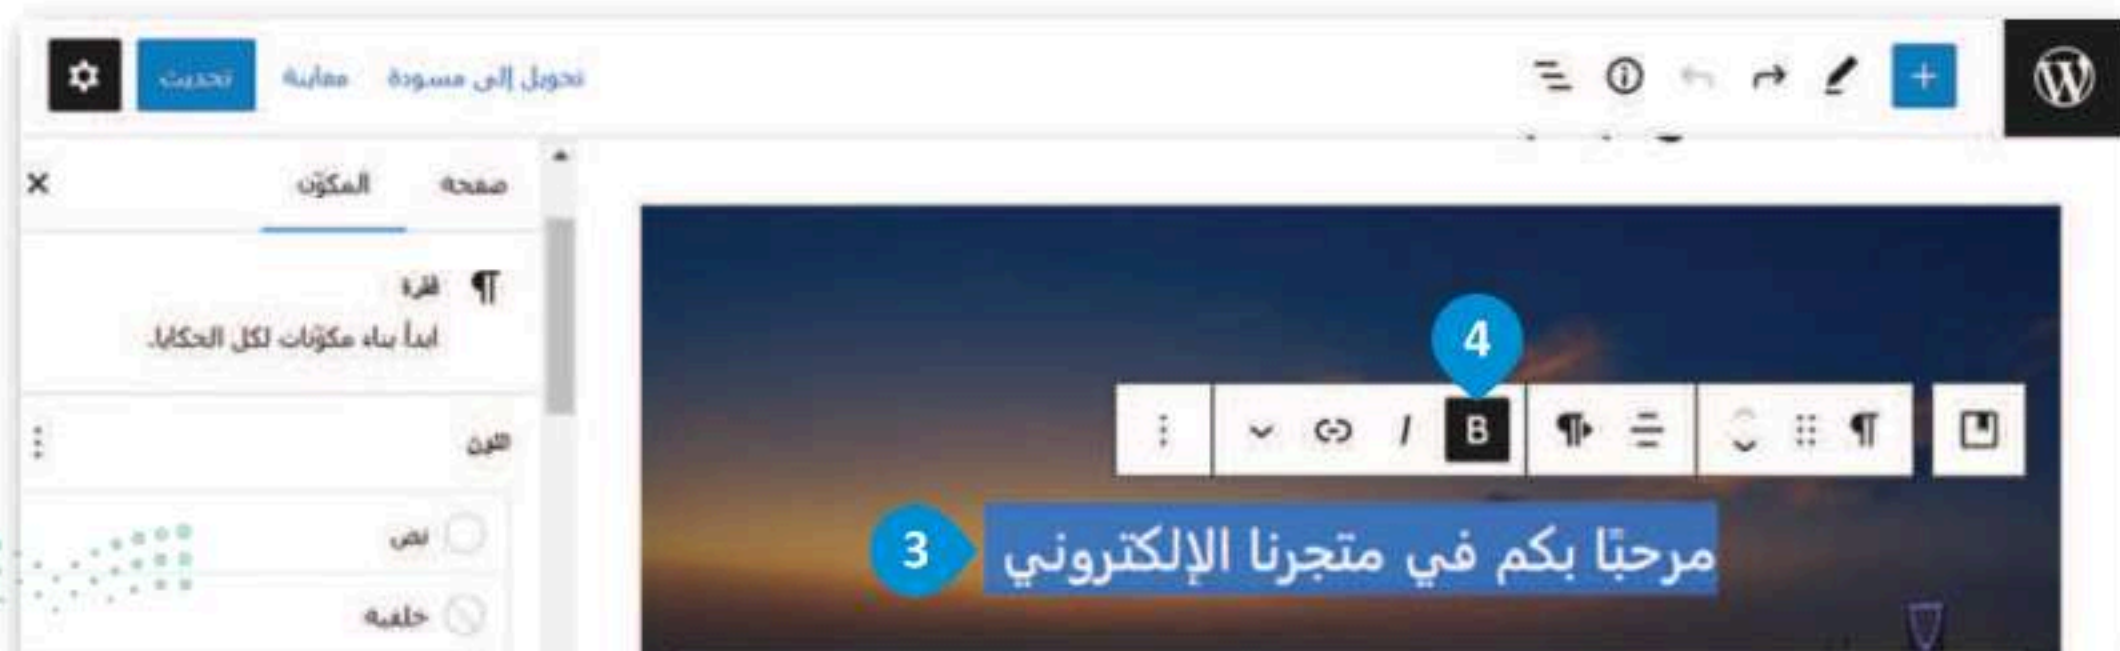 تحويل إلى مسودة
معاينة
تحديث
صفحة
المكوّن
فقرة
ابدأ بناء مكوّنات لكل الحكايا.
اللون
نص
خلفية
4
B I
3
مرحبًا بكم في متجرنا الإلكتروني